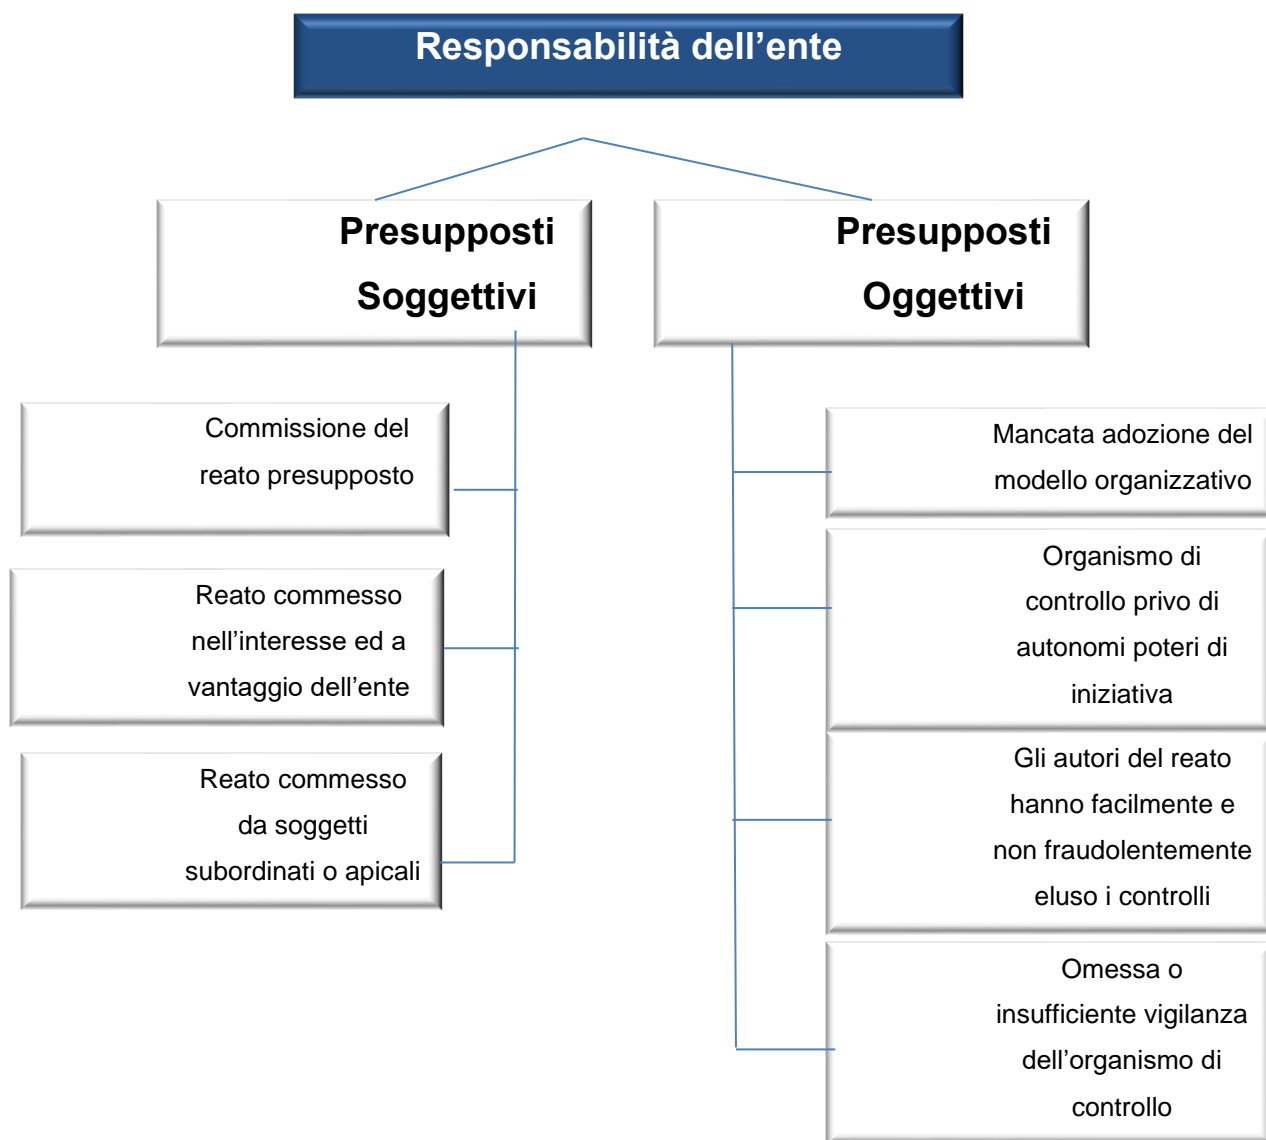 Responsabilità dell’ente
Presupposti
Soggettivi
Commissione del
reato presupposto
Reato commesso
nell’interesse ed a
vantaggio dell’ente
Reato commesso
da soggetti
subordinati o apicali
Presupposti
Oggettivi
Mancata adozione del
modello organizzativo
Organismo di
controllo privo di
autonomi poteri di
iniziativa
Gli autori del reato
hanno facilmente e
non fraudolentemente
eluso i controlli
Omessa o
insufficiente vigilanza
dell’organismo di
controllo